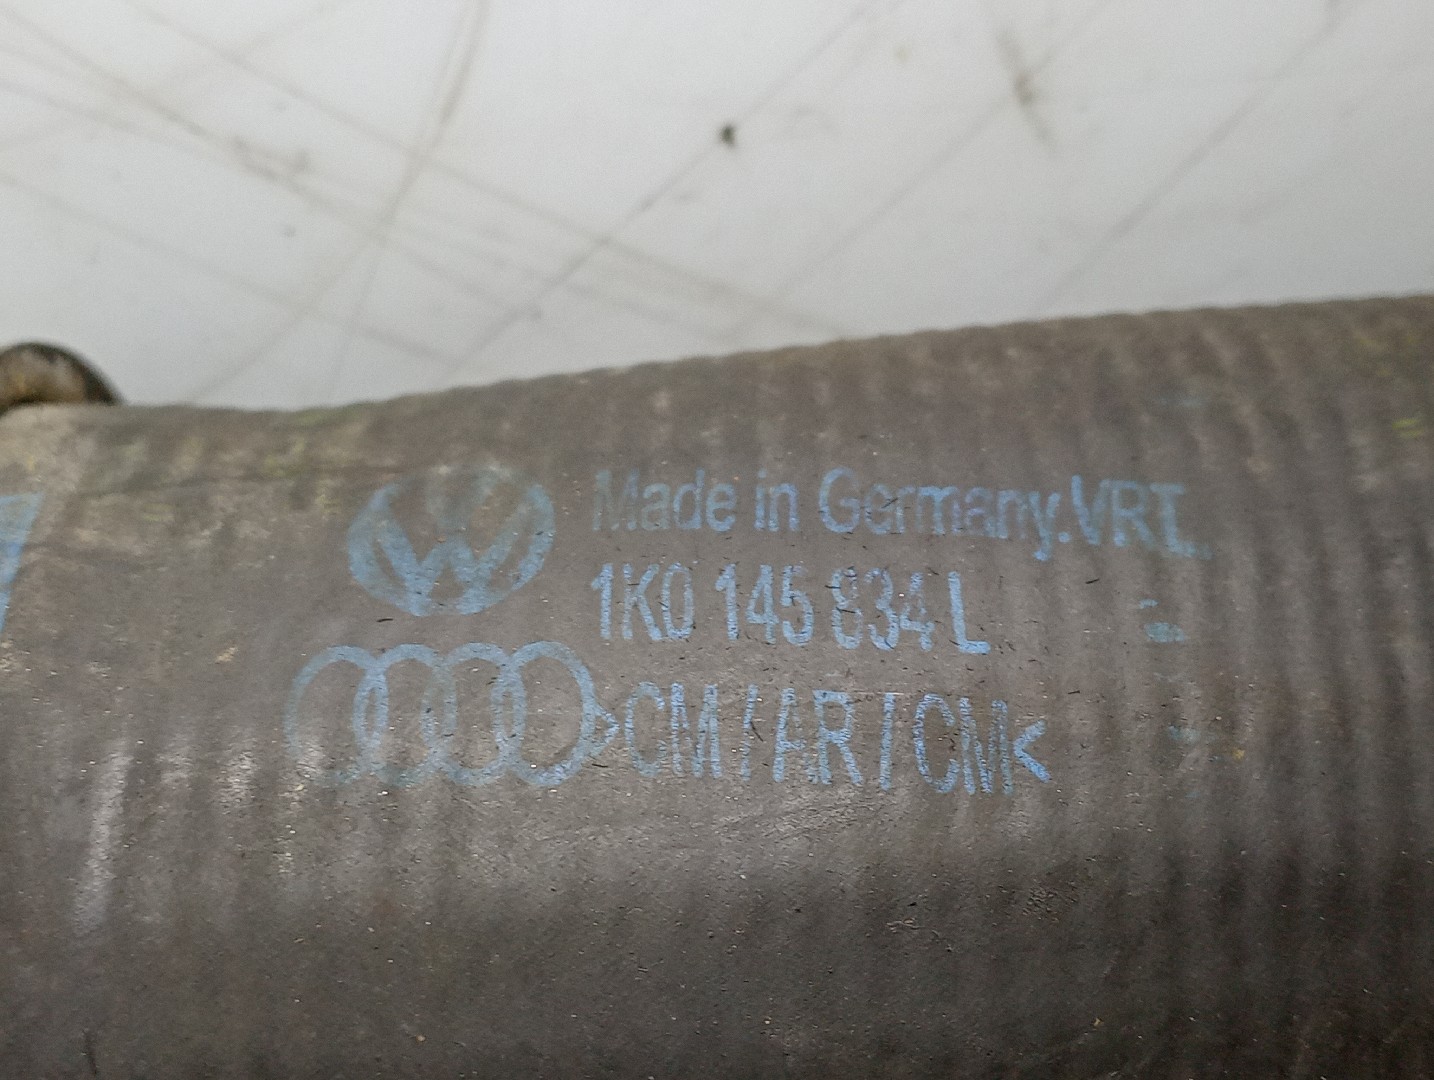 Made in Germany.VRT
1K0 145 834 L
>CM/AR/CM<